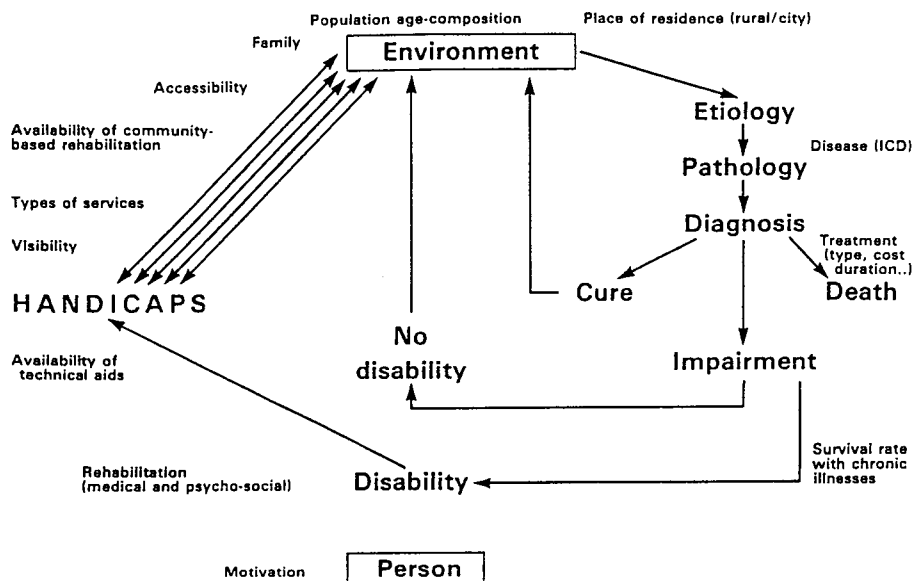 Population age-composition
Place of residence (rural/city)
Family
Environment
Accessibility
Etiology
Availability of community-
based rehabilitation
Disease (ICD)
Pathology
Types of services
Diagnosis
Visibility
Treatment
(type, cost
duration..)
HANDICAPS
Cure
Death
No
disability
Availability of
technical aids
Impairment
Survival rate
with chronic
illnesses
Rehabilitation
(medical and psycho-social)
Disability
Motivation
Person